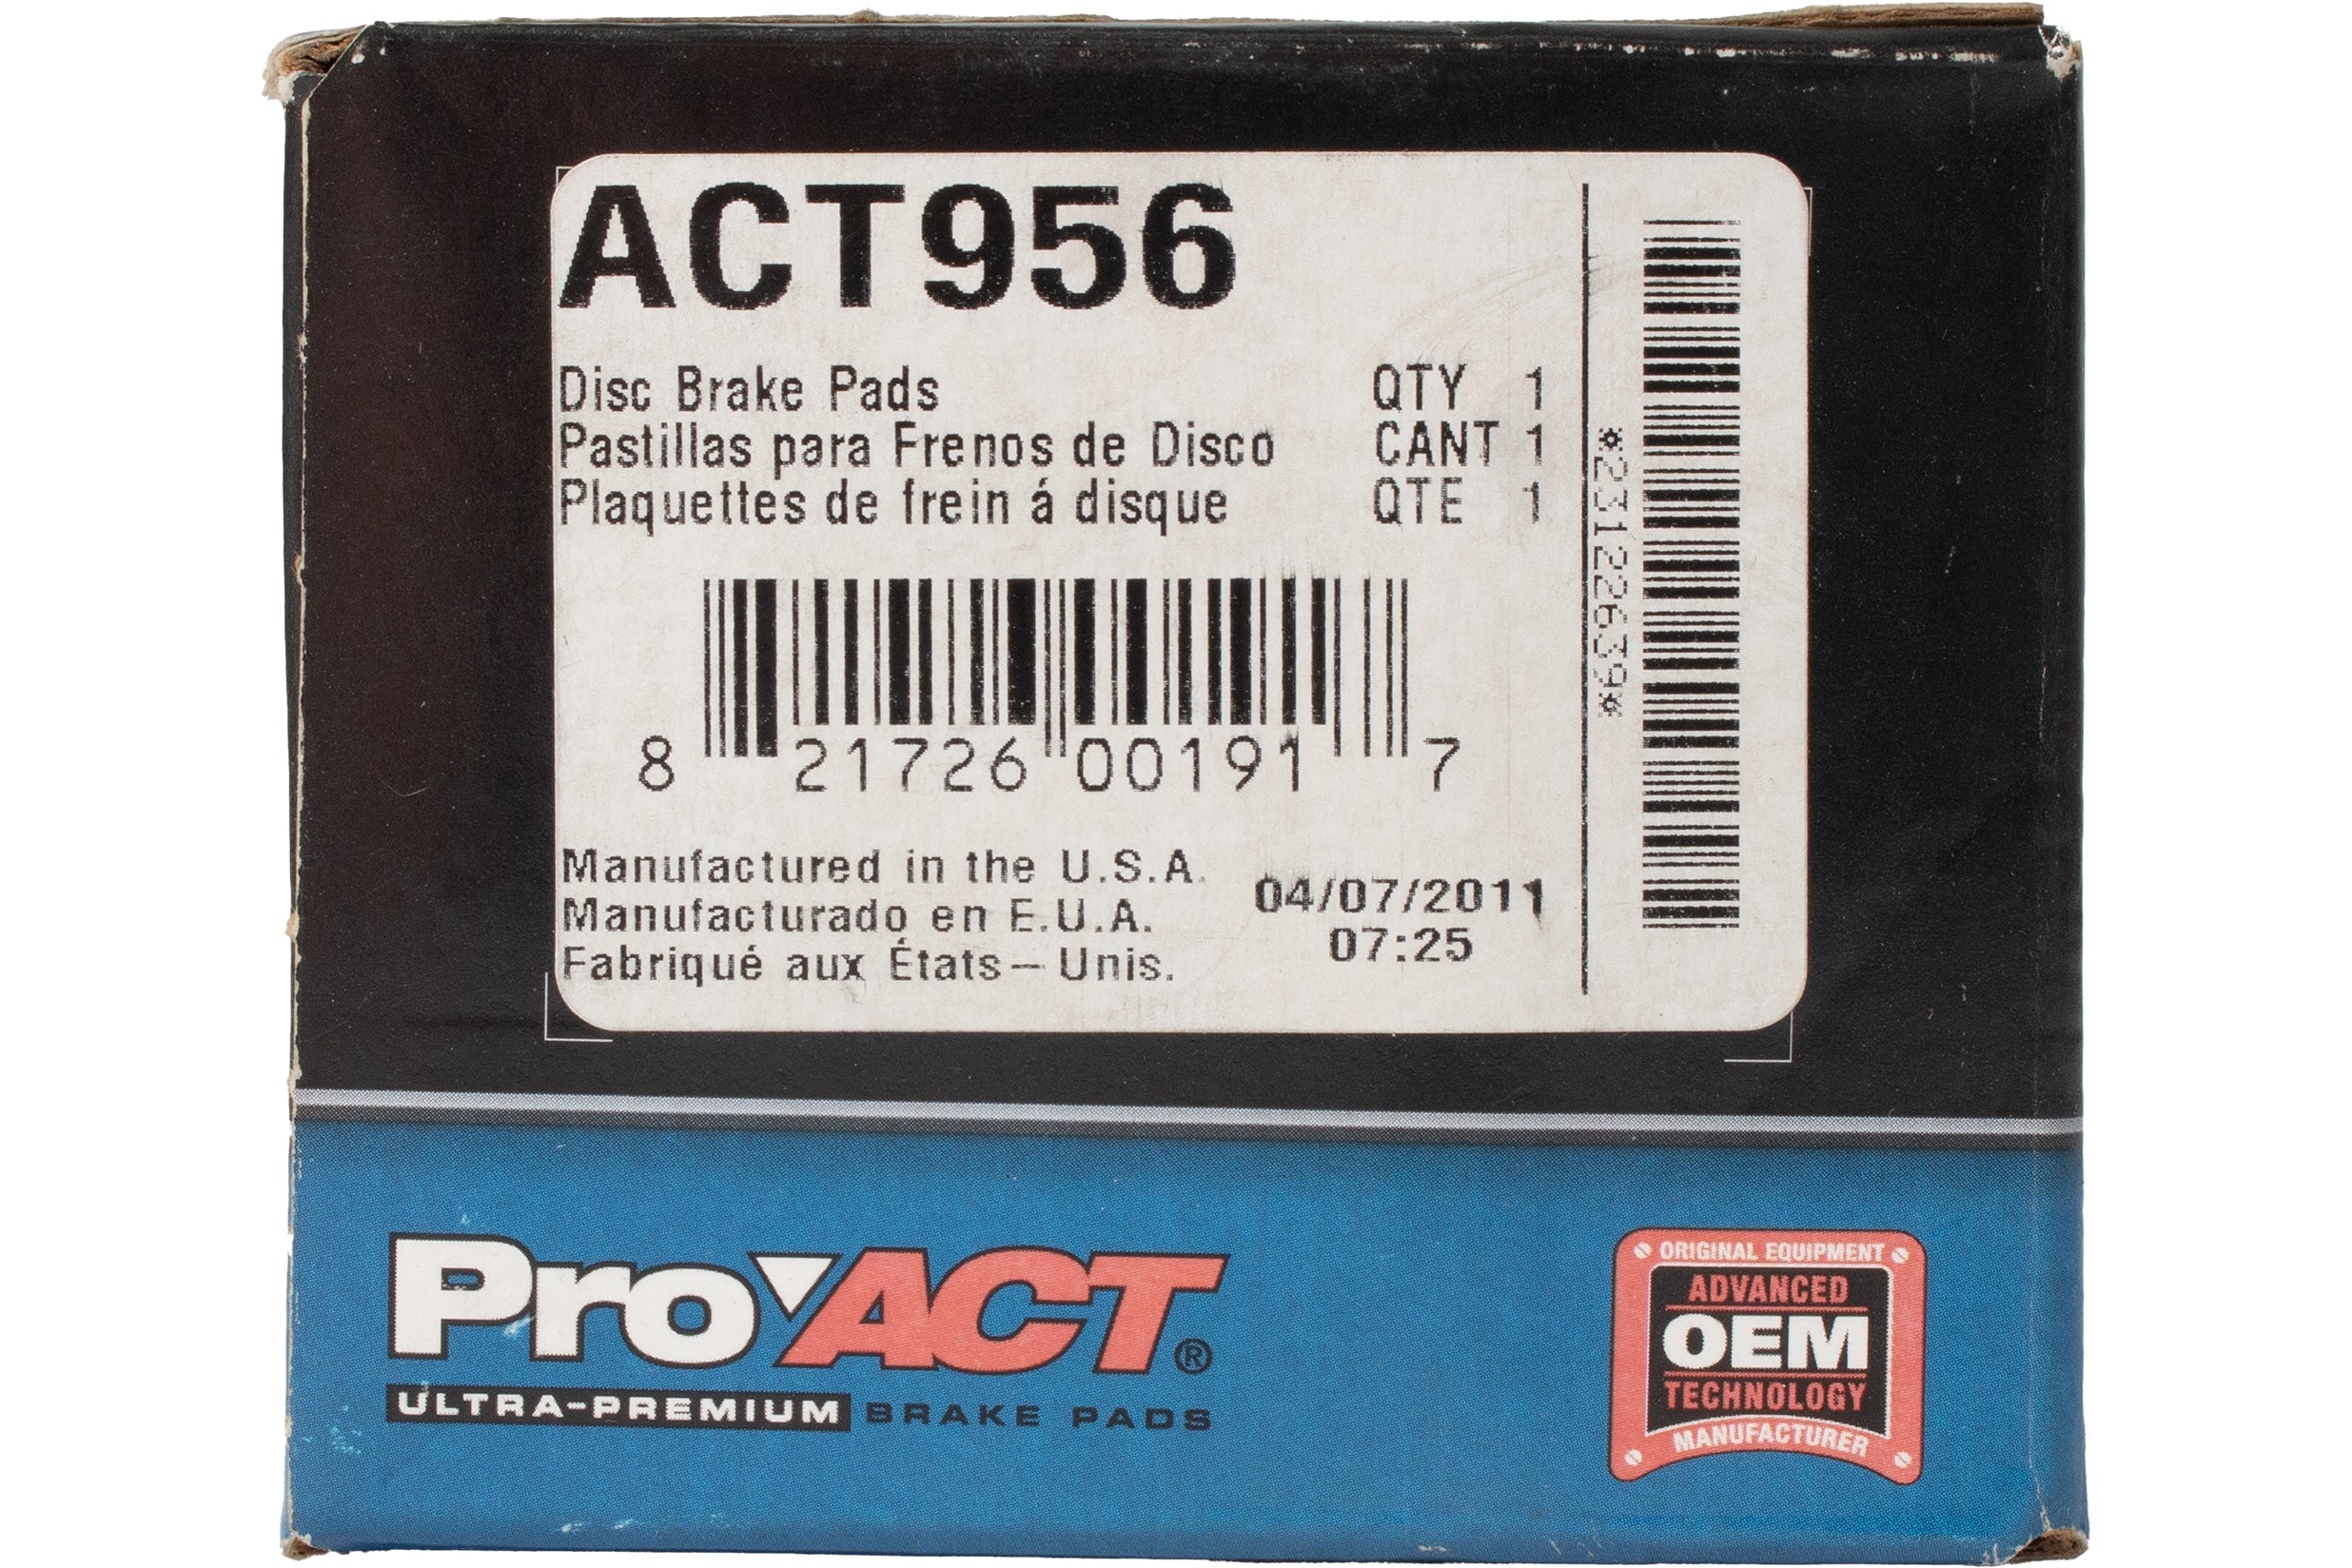 ACT956
Disc Brake Pads QTY 1
Pastillas para Frenos de Disco CANT 1
Plaquettes de frein á disque QTE 1
*23122639*
8 21726 00191 7
Manufactured in the U.S.A.
Manufacturado en E.U.A.
Fabriqué aux États-Unis.
04/07/2011
07:25
ProACT®
ULTRA-PREMIUM BRAKE PADS
ORIGINAL EQUIPMENT
ADVANCED
OEM
TECHNOLOGY
MANUFACTURER